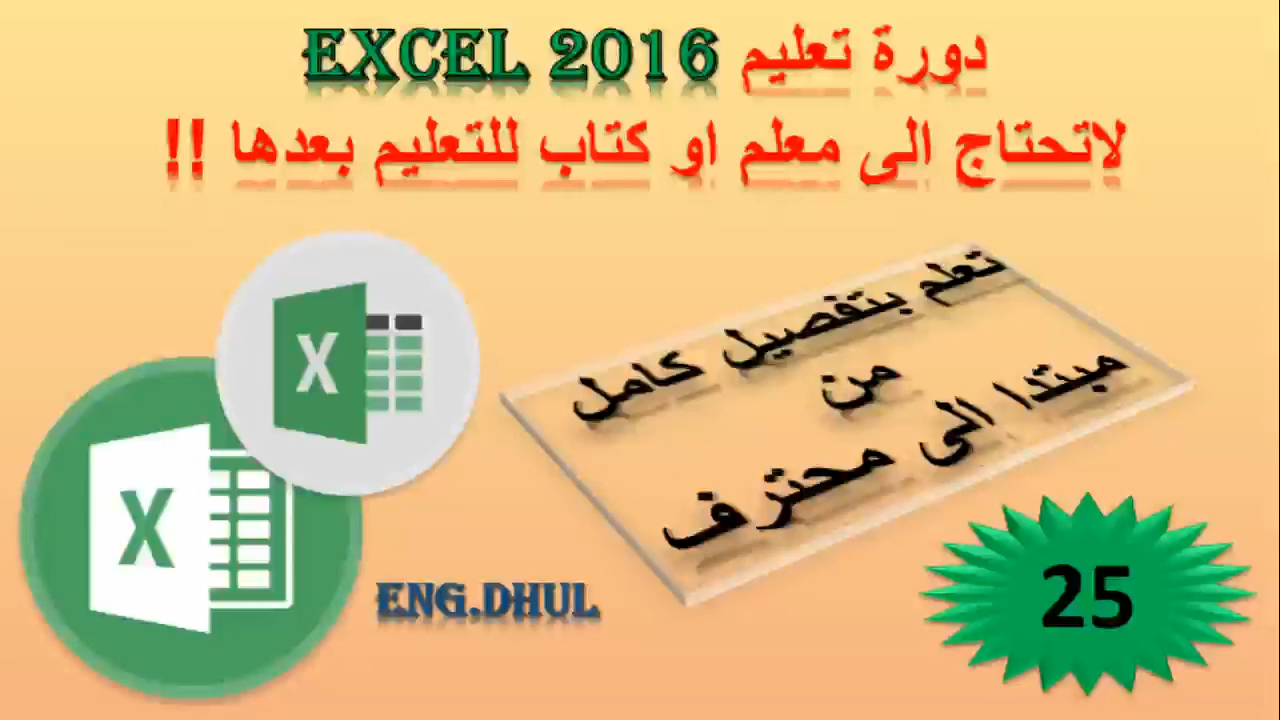 دورة تعليم EXCEL 2016
لاتحتاج الى معلم او كتاب للتعليم بعدها !!
تعلم بتفصيل كامل
من
مبتدا الى محترف
X
X
ENG.DHUL
25